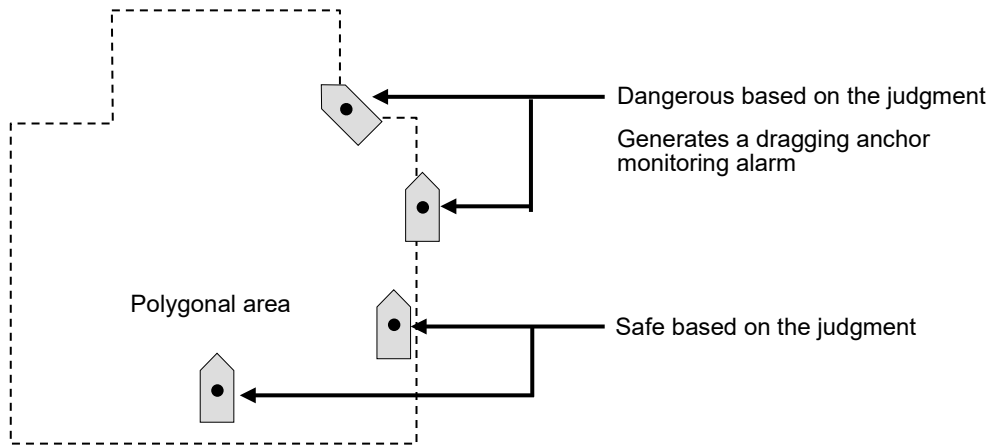 Dangerous based on the judgment
Generates a dragging anchor
monitoring alarm
Polygonal area
Safe based on the judgment